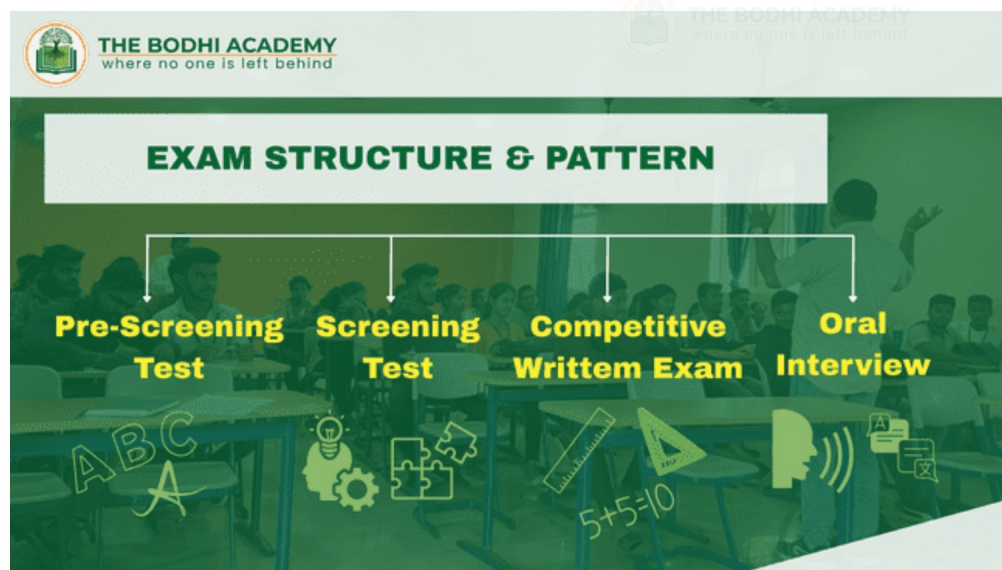 THE BODHI ACADEMY
where no one is left behind
THE BODHI ACADEMY
where no one is left behind
EXAM STRUCTURE & PATTERN
Pre-Screening
Test
Screening
Test
Competitive
Writtem Exam
Oral
Interview
ABC
A
5+5=10
A
文